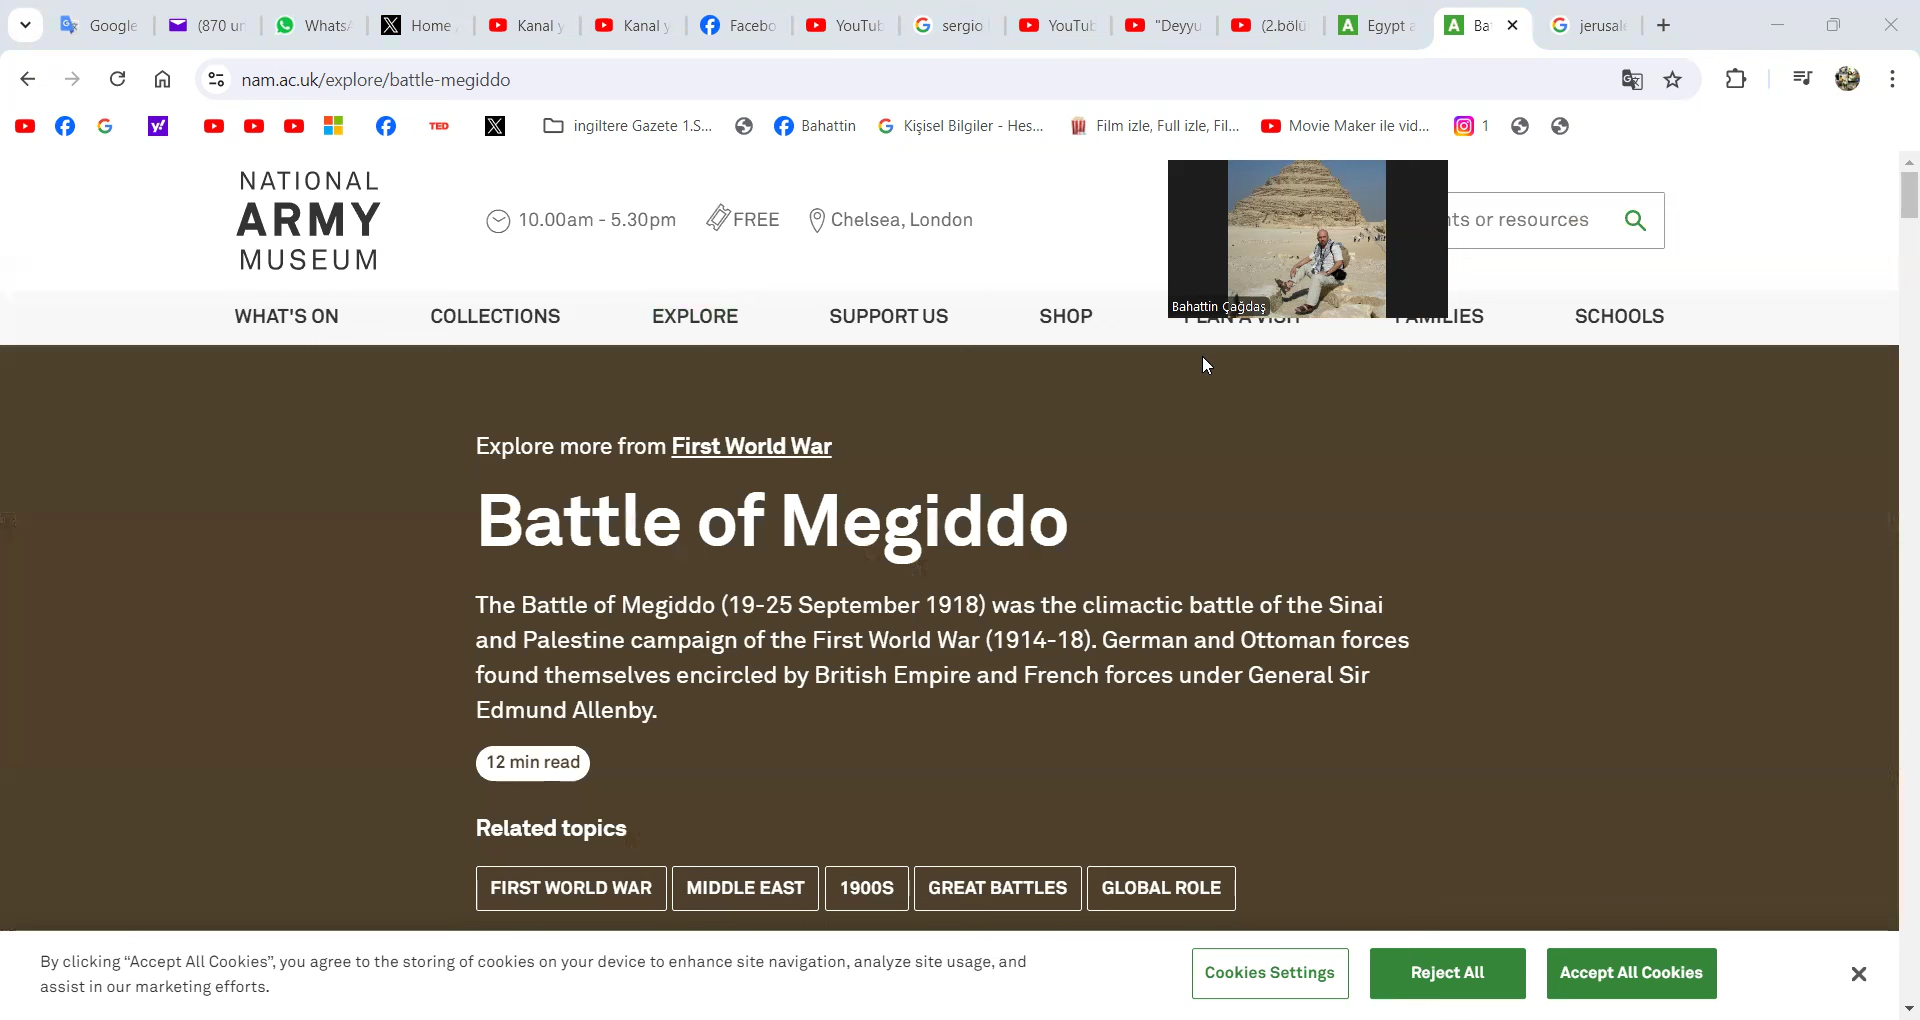 Google
(870 un
WhatsA
Home
Kanal y
Kanal y
Facebo
YouTub
sergio
YouTub
"Deyyu
(2.bölü
Egypt a
Ba
jerusale
nam.ac.uk/explore/battle-megiddo
TED
ingiltere Gazete 1.S...
Bahattin
Kişisel Bilgiler - Hes...
Film izle, Full izle, Fil...
Movie Maker ile vid...
1
NATIONAL
ARMY
MUSEUM
10.00am - 5.30pm
FREE
Chelsea, London
nts or resources
Bahattin Çağdaş
WHAT'S ON
COLLECTIONS
EXPLORE
SUPPORT US
SHOP
PLAN A VISIT
FAMILIES
SCHOOLS
Explore more from First World War
Battle of Megiddo
The Battle of Megiddo (19-25 September 1918) was the climactic battle of the Sinai
and Palestine campaign of the First World War (1914-18). German and Ottoman forces
found themselves encircled by British Empire and French forces under General Sir
Edmund Allenby.
12 min read
Related topics
FIRST WORLD WAR
MIDDLE EAST
1900S
GREAT BATTLES
GLOBAL ROLE
By clicking “Accept All Cookies”, you agree to the storing of cookies on your device to enhance site navigation, analyze site usage, and
assist in our marketing efforts.
Cookies Settings
Reject All
Accept All Cookies